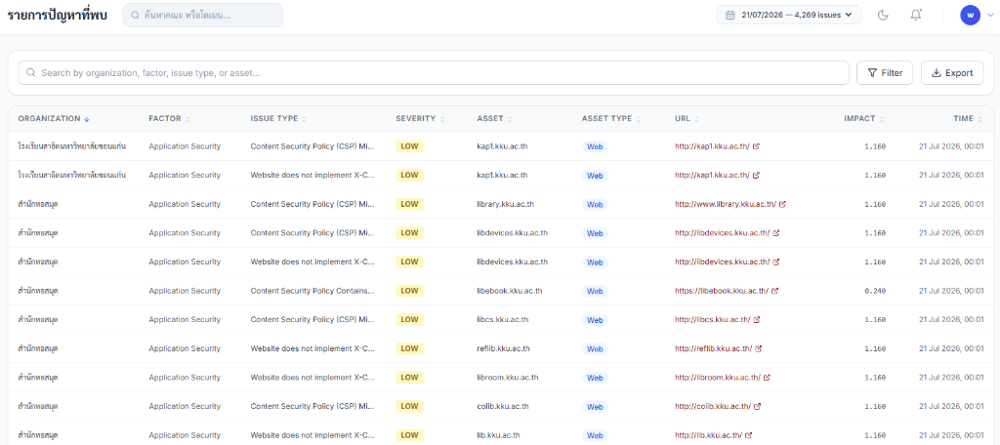 รายการปัญหาที่พบ
ค้นหาคณะ หรือโดเมน...
21/07/2026 — 4,269 issues
w
Search by organization, factor, issue type, or asset...
Filter
Export
ORGANIZATION FACTOR ISSUE TYPE SEVERITY ASSET ASSET TYPE URL IMPACT TIME
โรงเรียนสาธิตมหาวิทยาลัยขอนแก่น Application Security Content Security Policy (CSP) Mi... LOW kap1.kku.ac.th Web http://kap1.kku.ac.th/ 1.160 21 Jul 2026, 00:01
โรงเรียนสาธิตมหาวิทยาลัยขอนแก่น Application Security Website does not implement X-C... LOW kap1.kku.ac.th Web http://kap1.kku.ac.th/ 1.160 21 Jul 2026, 00:01
สำนักหอสมุด Application Security Content Security Policy (CSP) Mi... LOW library.kku.ac.th Web http://www.library.kku.ac.th/ 1.160 21 Jul 2026, 00:01
สำนักหอสมุด Application Security Content Security Policy (CSP) Mi... LOW libdevices.kku.ac.th Web http://libdevices.kku.ac.th/ 1.160 21 Jul 2026, 00:01
สำนักหอสมุด Application Security Website does not implement X-C... LOW libdevices.kku.ac.th Web http://libdevices.kku.ac.th/ 1.160 21 Jul 2026, 00:01
สำนักหอสมุด Application Security Content Security Policy Contains... LOW libebook.kku.ac.th Web https://libebook.kku.ac.th/ 0.240 21 Jul 2026, 00:01
สำนักหอสมุด Application Security Content Security Policy (CSP) Mi... LOW libcs.kku.ac.th Web http://libcs.kku.ac.th/ 1.160 21 Jul 2026, 00:01
สำนักหอสมุด Application Security Website does not implement X-C... LOW reflib.kku.ac.th Web http://reflib.kku.ac.th/ 1.160 21 Jul 2026, 00:01
สำนักหอสมุด Application Security Website does not implement X-C... LOW libroom.kku.ac.th Web http://libroom.kku.ac.th/ 1.160 21 Jul 2026, 00:01
สำนักหอสมุด Application Security Content Security Policy (CSP) Mi... LOW colib.kku.ac.th Web http://colib.kku.ac.th/ 1.160 21 Jul 2026, 00:01
สำนักหอสมุด Application Security Website does not implement X-C... LOW lib.kku.ac.th Web http://lib.kku.ac.th/ 1.160 21 Jul 2026, 00:01